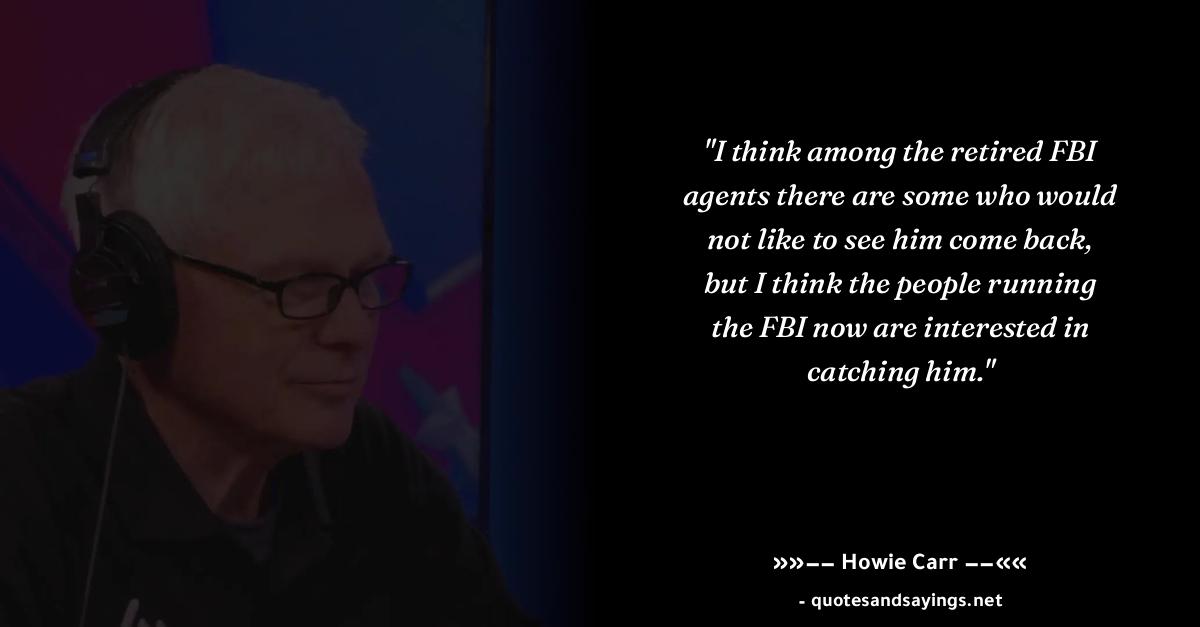 "I think among the retired FBI
agents there are some who would
not like to see him come back,
but I think the people running
the FBI now are interested in
catching him."
»»−− Howie Carr −−««
- quotesandsayings.net